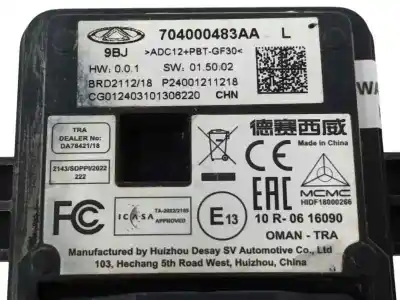 704000483AA L
9BJ >ADC12+PBT-GF30<
HW: 0.0.1 SW: 01.50.02
BRD2112/18 P24001211218
CG012403101306220 CHN
TRA
DEALER No:
DA78421/18
德赛西威
Made in China
2143/SDPPI/2022
222
MCMC
HIDF18000266
FC
ICASA
APPROVED
E13
EAC
10 R-06 16090
OMAN - TRA
Manufactured by Huizhou Desay SV Automotive Co., Ltd
103, Hechang 5th Road West, Huizhou, China